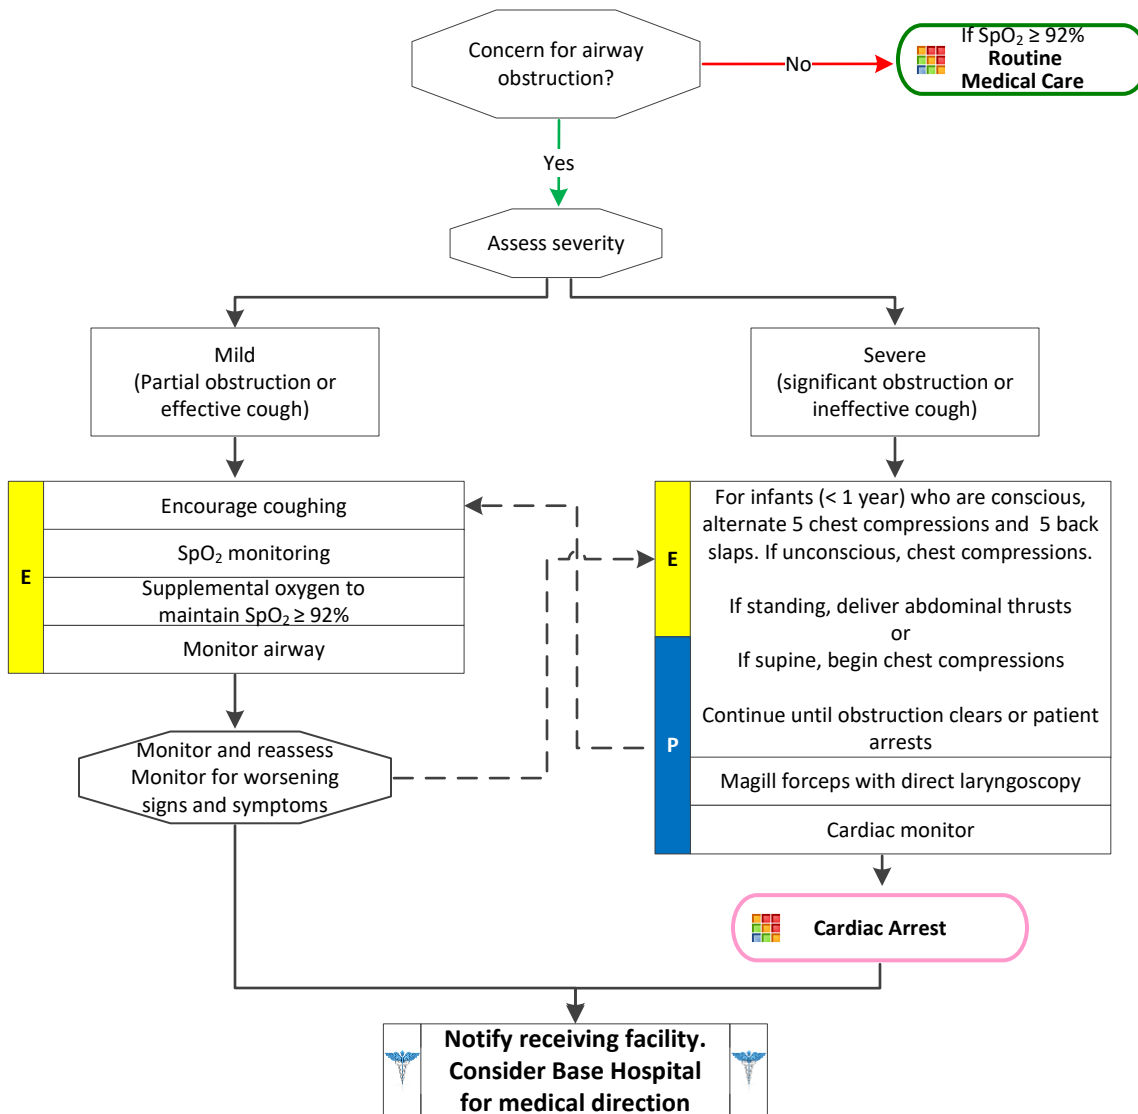 Concern for airway
obstruction?
No
If SpO₂ ≥ 92%
Routine
Medical Care
Yes
Assess severity
Mild
(Partial obstruction or
effective cough)
Severe
(significant obstruction or
ineffective cough)
E
Encourage coughing
SpO₂ monitoring
Supplemental oxygen to
maintain SpO₂ ≥ 92%
Monitor airway
Monitor and reassess
Monitor for worsening
signs and symptoms
E
For infants (< 1 year) who are conscious,
alternate 5 chest compressions and 5 back
slaps. If unconscious, chest compressions.
If standing, deliver abdominal thrusts
or
If supine, begin chest compressions
P
Continue until obstruction clears or patient
arrests
Magill forceps with direct laryngoscopy
Cardiac monitor
Cardiac Arrest
Notify receiving facility.
Consider Base Hospital
for medical direction